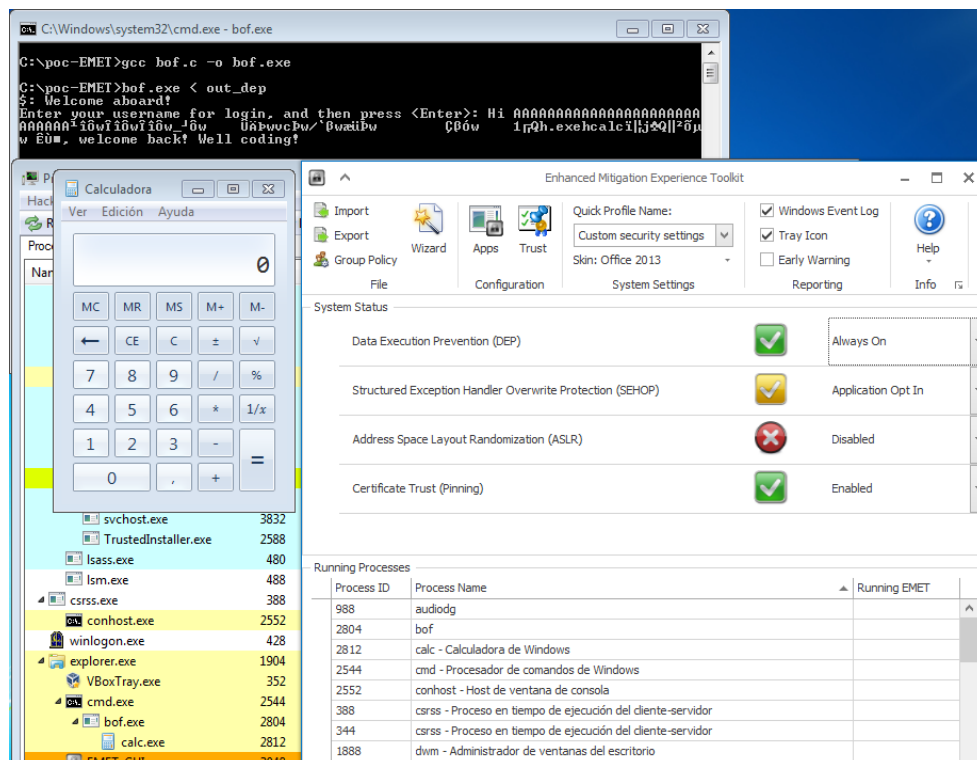 C:\Windows\system32\cmd.exe - bof.exe
C:\poc-EMET>gcc bof.c -o bof.exe
C:\poc-EMET>bof.exe < out_dep
$: Welcome aboard!
Enter your username for login, and then press <Enter>: Hi AAAAAAAAAAAAAAAAAAAAAA
, welcome back! Well coding!
Calculadora
Ver Edición Ayuda
0
MC MR MS M+ M-
← CE C ± √
7 8 9 / %
4 5 6 * 1/x
1 2 3 - =
0 , +
Enhanced Mitigation Experience Toolkit
Import
Export
Group Policy
File
Wizard
Apps
Trust
Configuration
Quick Profile Name:
Custom security settings
Skin: Office 2013
System Settings
Windows Event Log
Tray Icon
Early Warning
Reporting
Help
Info
System Status
Data Execution Prevention (DEP) Always On
Structured Exception Handler Overwrite Protection (SEHOP) Application Opt In
Address Space Layout Randomization (ASLR) Disabled
Certificate Trust (Pinning) Enabled
svchost.exe 3832
TrustedInstaller.exe 2588
lsass.exe 480
lsm.exe 488
csrss.exe 388
conhost.exe 2552
winlogon.exe 428
explorer.exe 1904
VBoxTray.exe 352
cmd.exe 2544
bof.exe 2804
calc.exe 2812
Running Processes
Process ID Process Name Running EMET
988 audiodg
2804 bof
2812 calc - Calculadora de Windows
2544 cmd - Procesador de comandos de Windows
2552 conhost - Host de ventana de consola
388 csrss - Proceso en tiempo de ejecución del cliente-servidor
344 csrss - Proceso en tiempo de ejecución del cliente-servidor
1888 dwm - Administrador de ventanas del escritorio